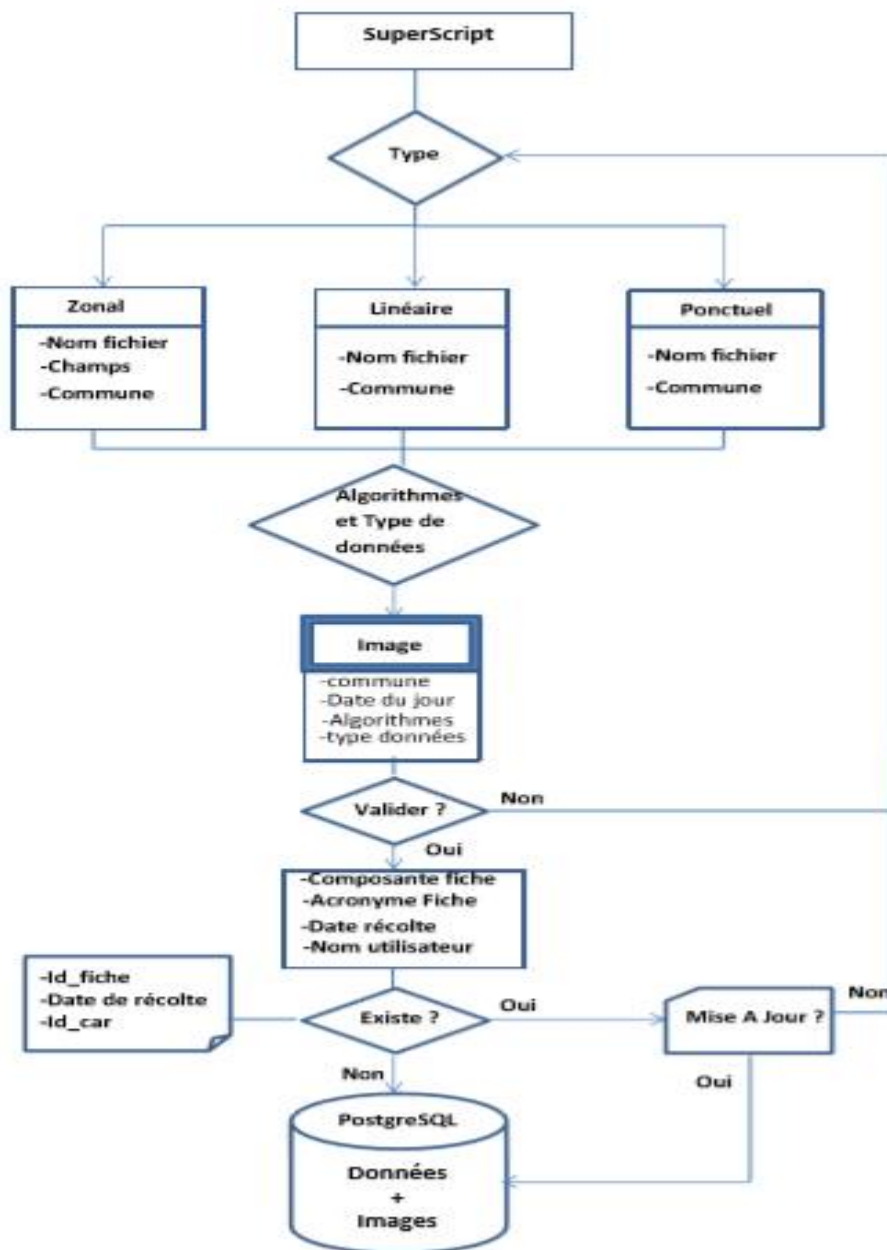 SuperScript
Type
Zonal
-Nom fichier
-Champs
-Commune
Linéaire
-Nom fichier
-Commune
Ponctuel
-Nom fichier
-Commune
Algorithmes
et Type de
données
Image
-commune
-Date du jour
-Algorithmes
-type données
Valider ?
Non
Oui
-Composante fiche
-Acronyme Fiche
-Date récolte
-Nom utilisateur
-Id_fiche
-Date de récolte
-Id_car
Existe ?
Oui
Mise A Jour ?
Non
Non
Oui
PostgreSQL
Données
+
Images